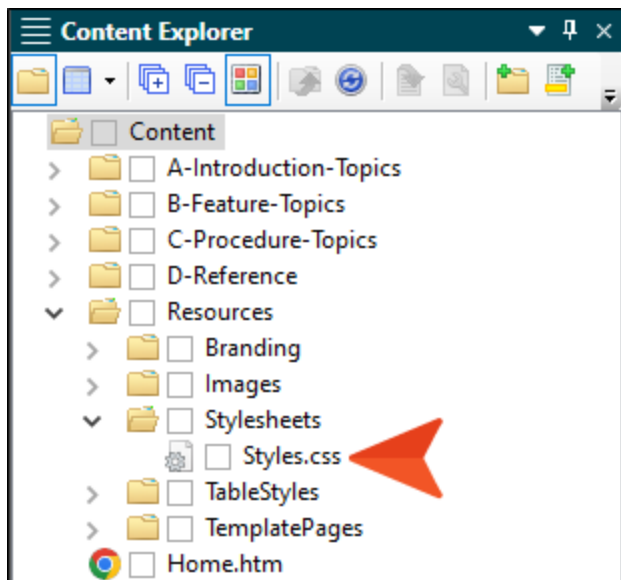 Content Explorer
Content
A-Introduction-Topics
B-Feature-Topics
C-Procedure-Topics
D-Reference
Resources
Branding
Images
Stylesheets
Styles.css
TableStyles
TemplatePages
Home.htm